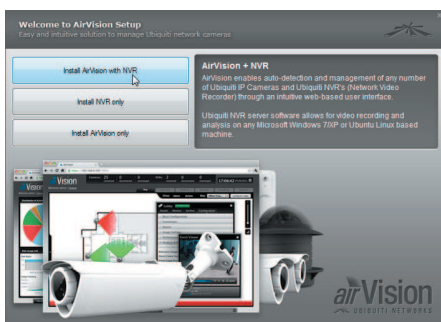 Welcome to AirVision Setup
Easy and intuitive solution to manage Ubiquiti network cameras
Install AirVision with NVR
Install NVR only
Install AirVision only
AirVision + NVR
AirVision enables auto-detection and management of any number
of Ubiquiti IP Cameras and Ubiquiti NVR's (Network Video
Recorder) through an intuitive web-based user interface.
Ubiquiti NVR server software allows for video recording and
analysis on any Microsoft Windows 7/XP or Ubuntu Linux based
machine.
airVision
UBIQUITI NETWORKS